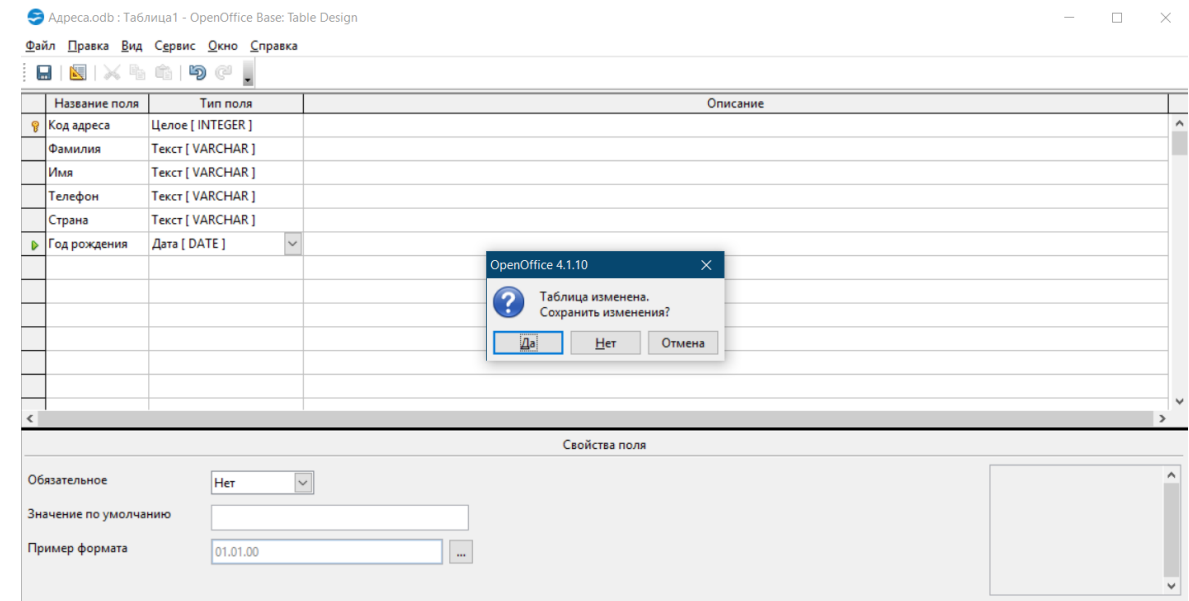 Адреса.odb : Таблица1 - OpenOffice Base: Table Design
Файл Правка Вид Сервис Окно Справка
Название поля Тип поля Описание
Код адреса Целое [ INTEGER ]
Фамилия Текст [ VARCHAR ]
Имя Текст [ VARCHAR ]
Телефон Текст [ VARCHAR ]
Страна Текст [ VARCHAR ]
Год рождения Дата [ DATE ]
OpenOffice 4.1.10
Таблица изменена.
Сохранить изменения?
Да Нет Отмена
Свойства поля
Обязательное Нет
Значение по умолчанию
Пример формата 01.01.00 ...